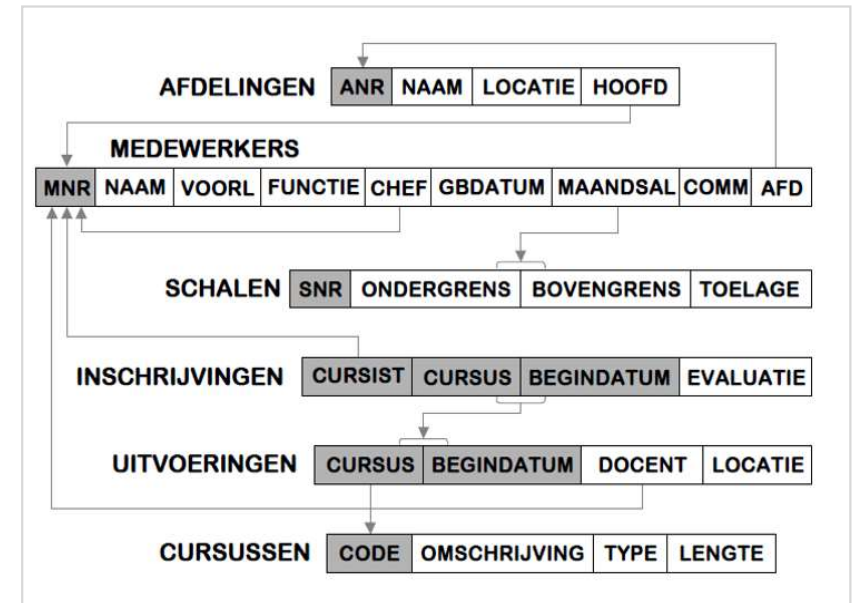 AFDELINGEN ANR NAAM LOCATIE HOOFD
MEDEWERKERS
MNR NAAM VOORL FUNCTIE CHEF GBDATUM MAANDSAL COMM AFD
SCHALEN SNR ONDERGRENS BOVENGRENS TOELAGE
INSCHRIJVINGEN CURSIST CURSUS BEGINDATUM EVALUATIE
UITVOERINGEN CURSUS BEGINDATUM DOCENT LOCATIE
CURSUSSEN CODE OMSCHRIJVING TYPE LENGTE